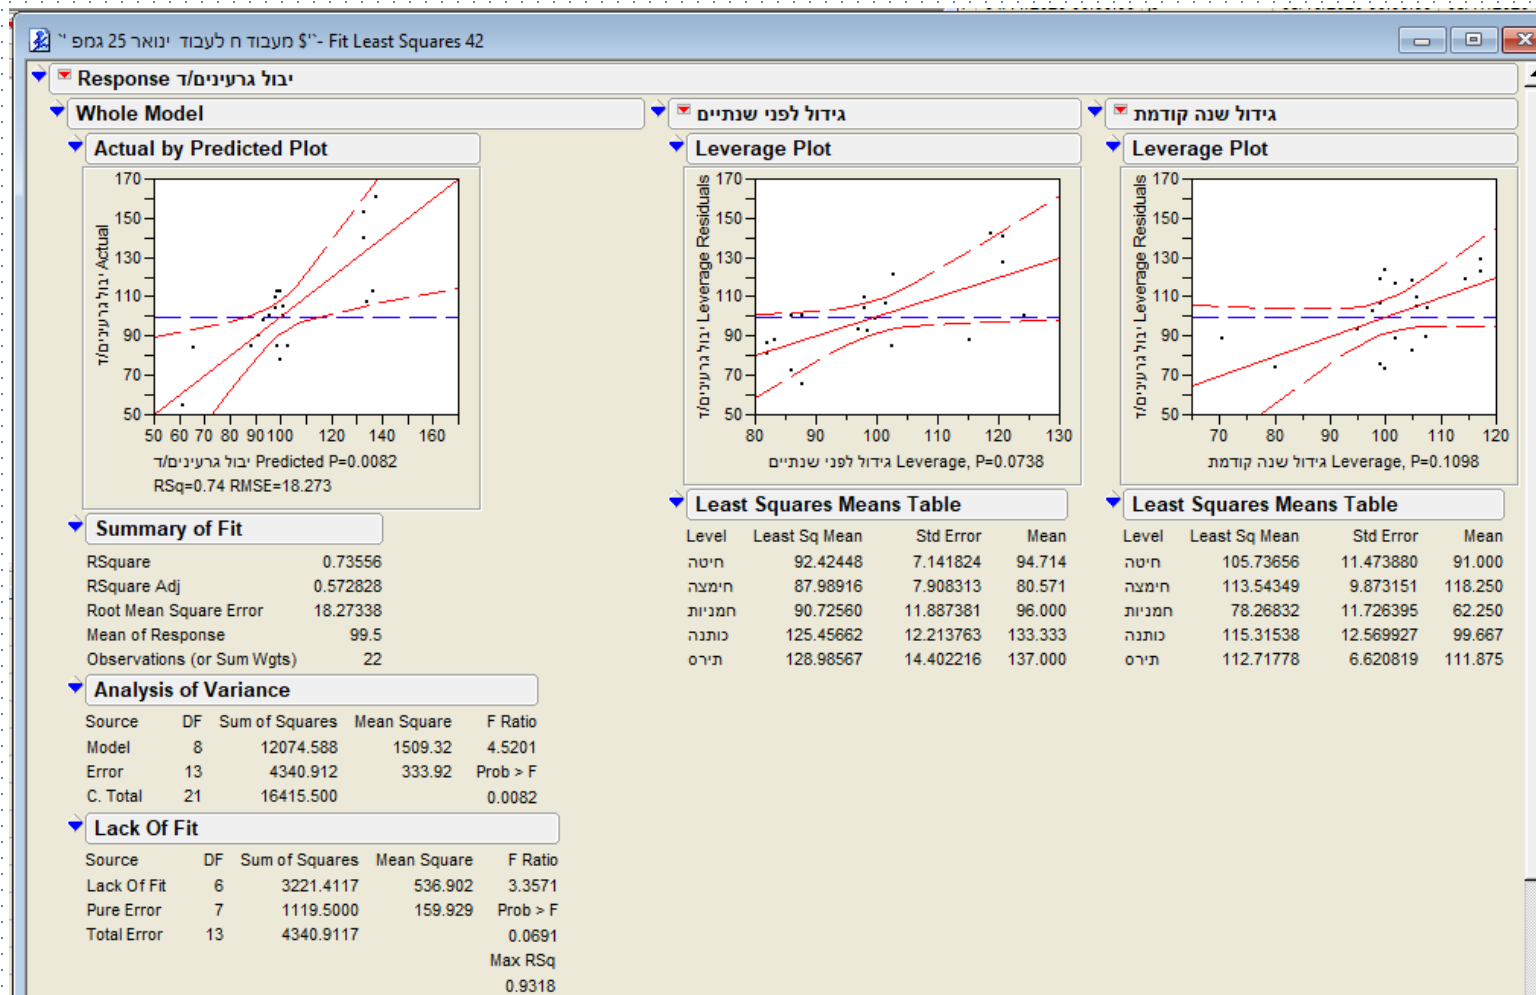 מעבוד ח לעבוד ינואר 25 גמפ '` $'`- Fit Least Squares 42
Response יבול גרעינים/ד
Whole Model
Actual by Predicted Plot
יבול גרעינים/ד Actual
170
150
130
110
90
70
50
50 60 70 80 90 100 120 140 160
יבול גרעינים/ד Predicted P=0.0082
RSq=0.74 RMSE=18.273
Summary of Fit
RSquare 0.73556
RSquare Adj 0.572828
Root Mean Square Error 18.27338
Mean of Response 99.5
Observations (or Sum Wgts) 22
Analysis of Variance
Source DF Sum of Squares Mean Square F Ratio
Model 8 12074.588 1509.32 4.5201
Error 13 4340.912 333.92 Prob > F
C. Total 21 16415.500 0.0082
Lack Of Fit
Source DF Sum of Squares Mean Square F Ratio
Lack Of Fit 6 3221.4117 536.902 3.3571
Pure Error 7 1119.5000 159.929 Prob > F
Total Error 13 4340.9117 0.0691
Max RSq
0.9318
גידול לפני שנתיים
Leverage Plot
יבול גרעינים/ד Leverage Residuals
170
150
130
110
90
70
50
80 90 100 110 120 130
גידול לפני שנתיים Leverage, P=0.0738
Least Squares Means Table
Level Least Sq Mean Std Error Mean
חיטה 92.42448 7.141824 94.714
חימצה 87.98916 7.908313 80.571
חמניות 90.72560 11.887381 96.000
כותנה 125.45662 12.213763 133.333
תירס 128.98567 14.402216 137.000
גידול שנה קודמת
Leverage Plot
יבול גרעינים/ד Leverage Residuals
170
150
130
110
90
70
50
70 80 90 100 110 120
גידול שנה קודמת Leverage, P=0.1098
Least Squares Means Table
Level Least Sq Mean Std Error Mean
חיטה 105.73656 11.473880 91.000
חימצה 113.54349 9.873151 118.250
חמניות 78.26832 11.726395 62.250
כותנה 115.31538 12.569927 99.667
תירס 112.71778 6.620819 111.875